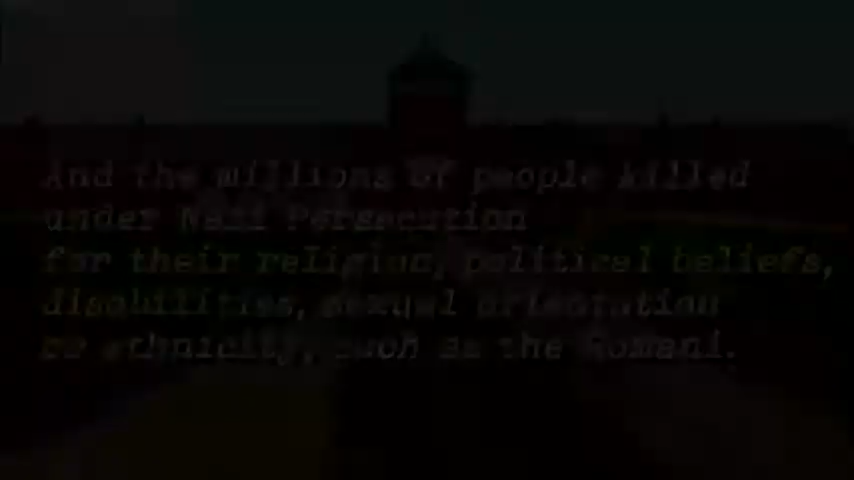 And the millions of people killed
under Nazi Persecution
for their religion, political beliefs,
disabilities, sexual orientation
or ethnicity, such as the Romani.